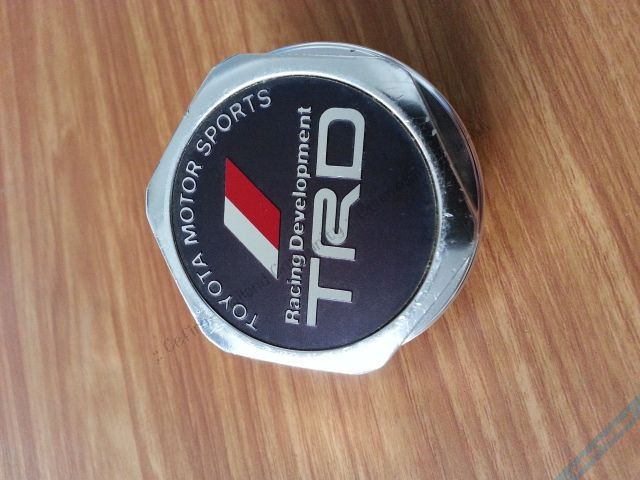 TOYOTA MOTOR SPORTS
Racing Development
TRD